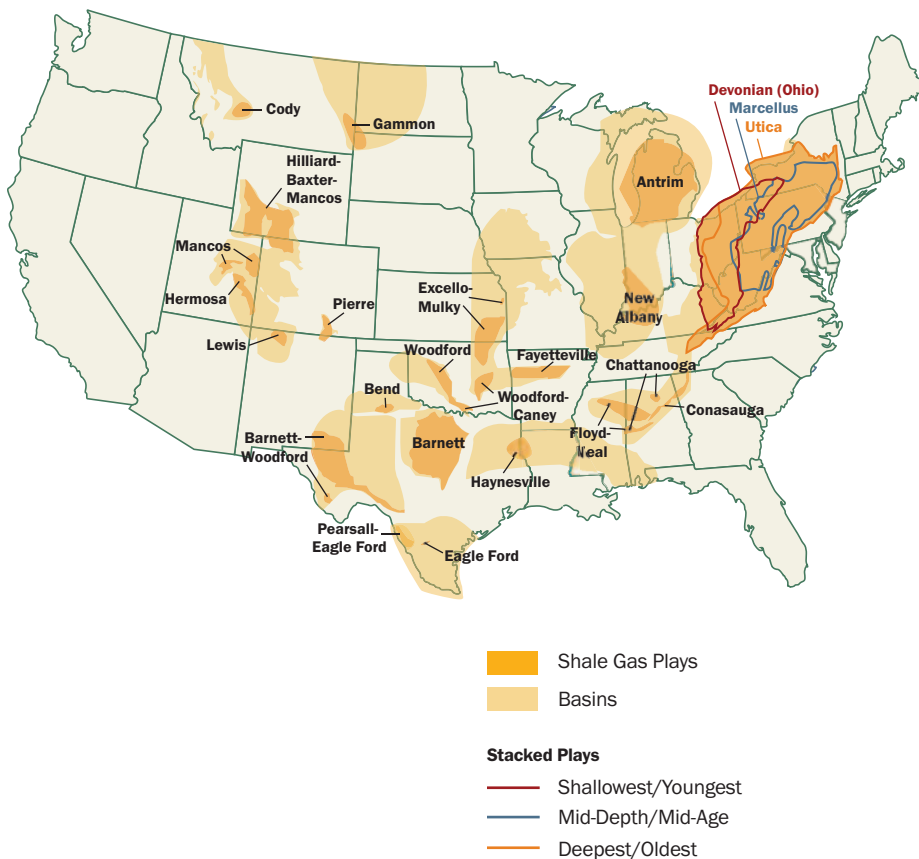 Devonian (Ohio)
Marcellus
Utica
Cody
Gammon
Hilliard-
Baxter-
Mancos
Antrim
Mancos
Hermosa
Excello-
Mulky
New
Albany
Pierre
Lewis
Woodford
Fayetteville
Chattanooga
Bend
Woodford-
Caney
Conasauga
Barnett-
Woodford
Barnett
Floyd-
Neal
Haynesville
Pearsall-
Eagle Ford
Eagle Ford
Shale Gas Plays
Basins
Stacked Plays
Shallowest/Youngest
Mid-Depth/Mid-Age
Deepest/Oldest